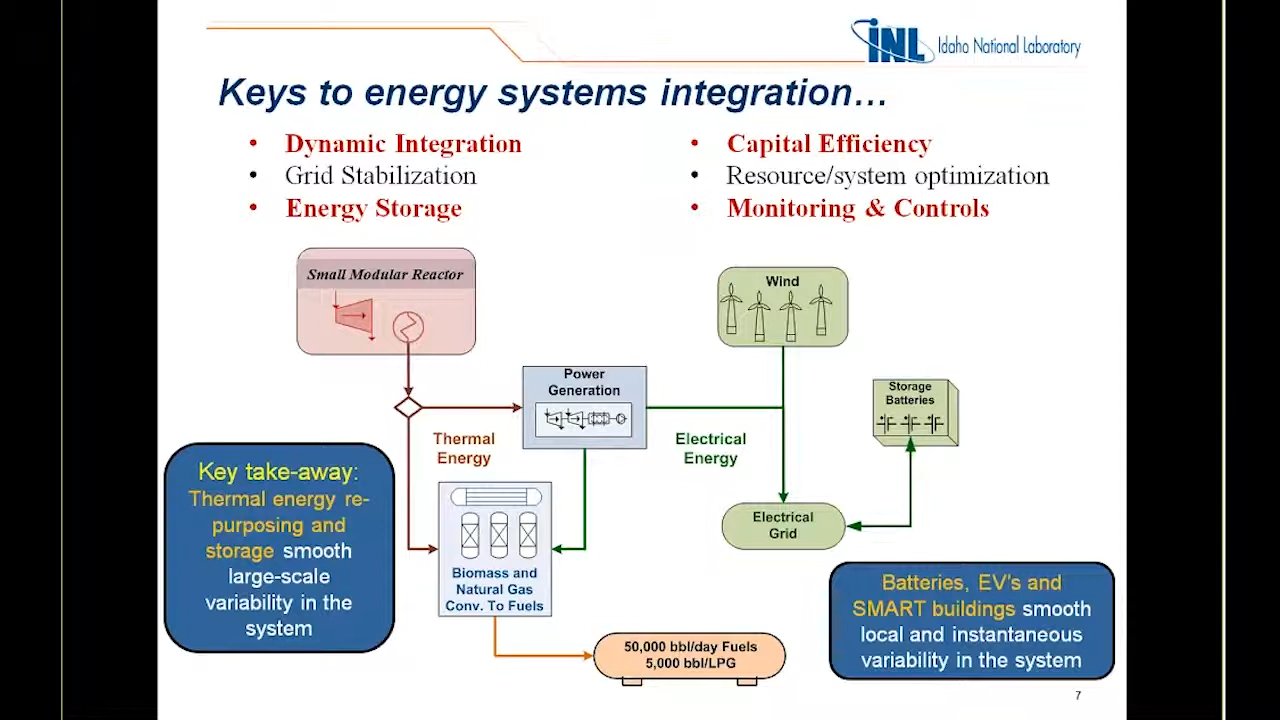 INL Idaho National Laboratory
Keys to energy systems integration…
• Dynamic Integration
• Grid Stabilization
• Energy Storage
• Capital Efficiency
• Resource/system optimization
• Monitoring & Controls
Small Modular Reactor
Wind
Power
Generation
Storage
Batteries
Thermal
Energy
Electrical
Energy
Key take-away:
Thermal energy re-
purposing and
storage smooth
large-scale
variability in the
system
Electrical
Grid
Biomass and
Natural Gas
Conv. To Fuels
Batteries, EV's and
SMART buildings smooth
local and instantaneous
variability in the system
50,000 bbl/day Fuels
5,000 bbl/LPG
7